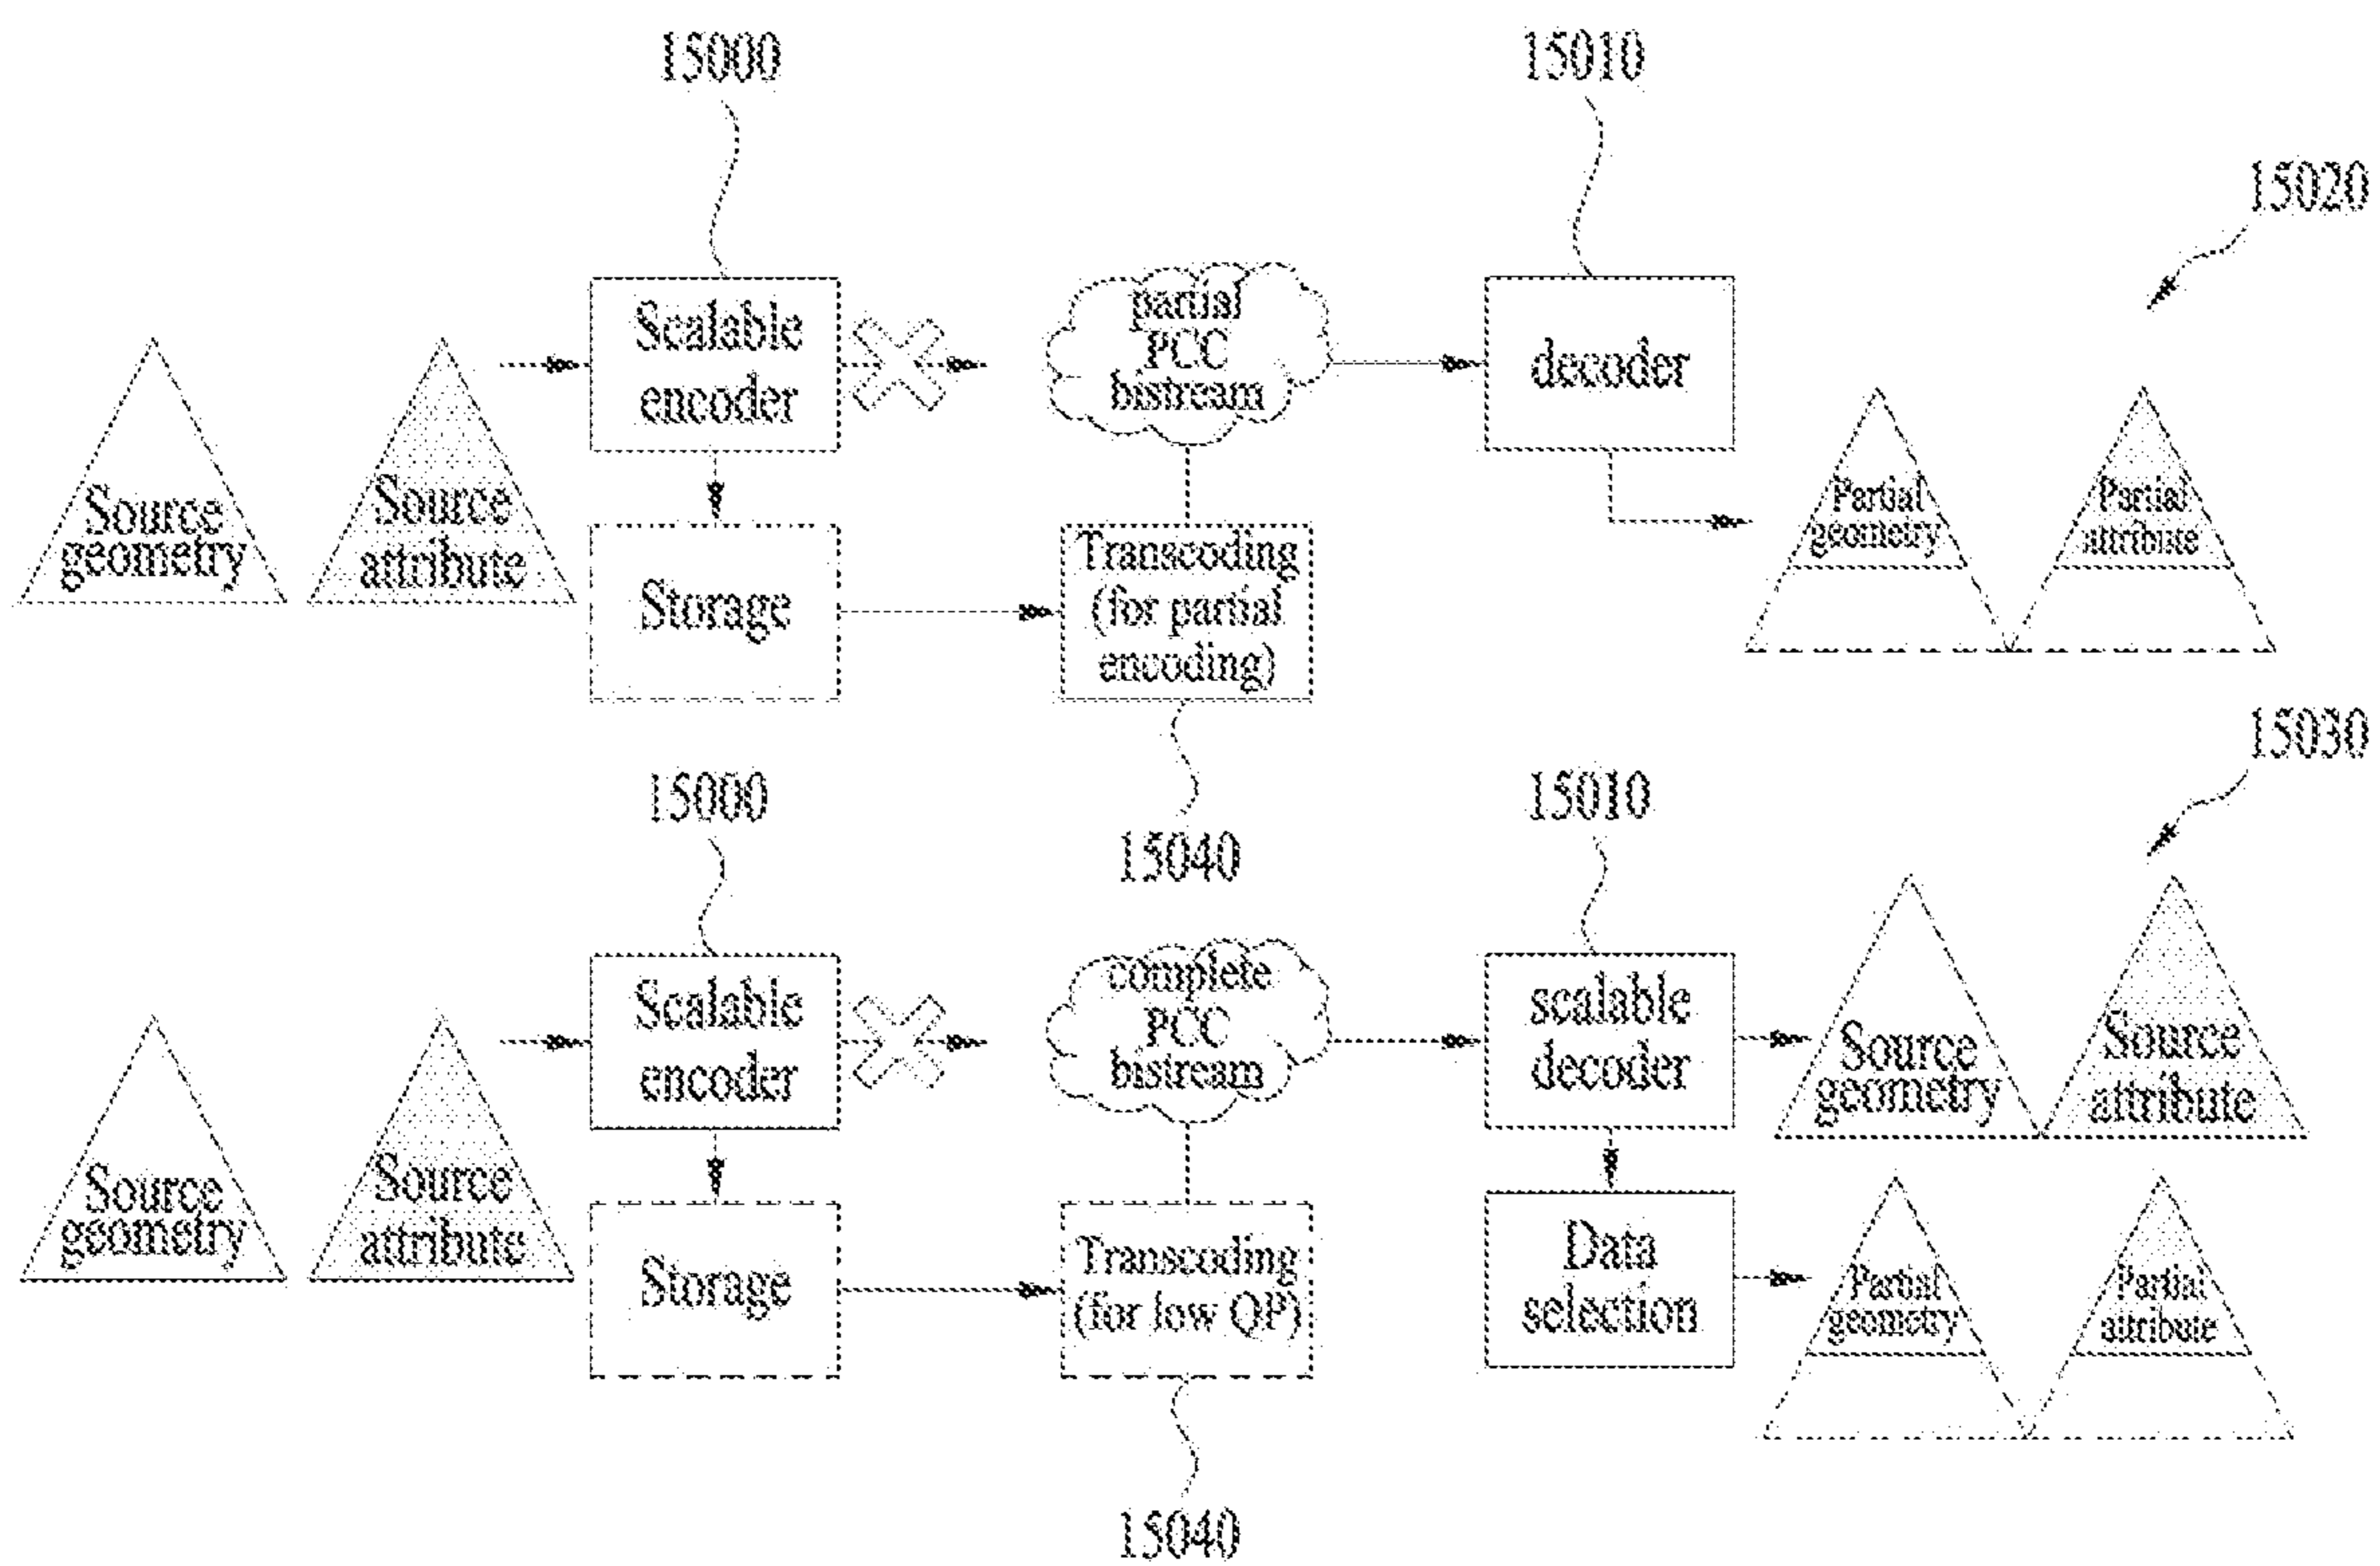 15000
15010
15020
Scalable
encoder
partial
PCC
bistream
decoder
Source
geometry
Source
attribute
Partial
geometry
Partial
attribute
Storage
Transcoding
(for partial
encoding)
15030
15000
15010
15040
Scalable
encoder
complete
PCC
bistream
scalable
decoder
Source
geometry
Source
attribute
Source
geometry
Source
attribute
Storage
Transcoding
(for low QP)
Data
selection
Partial
geometry
Partial
attribute
15040